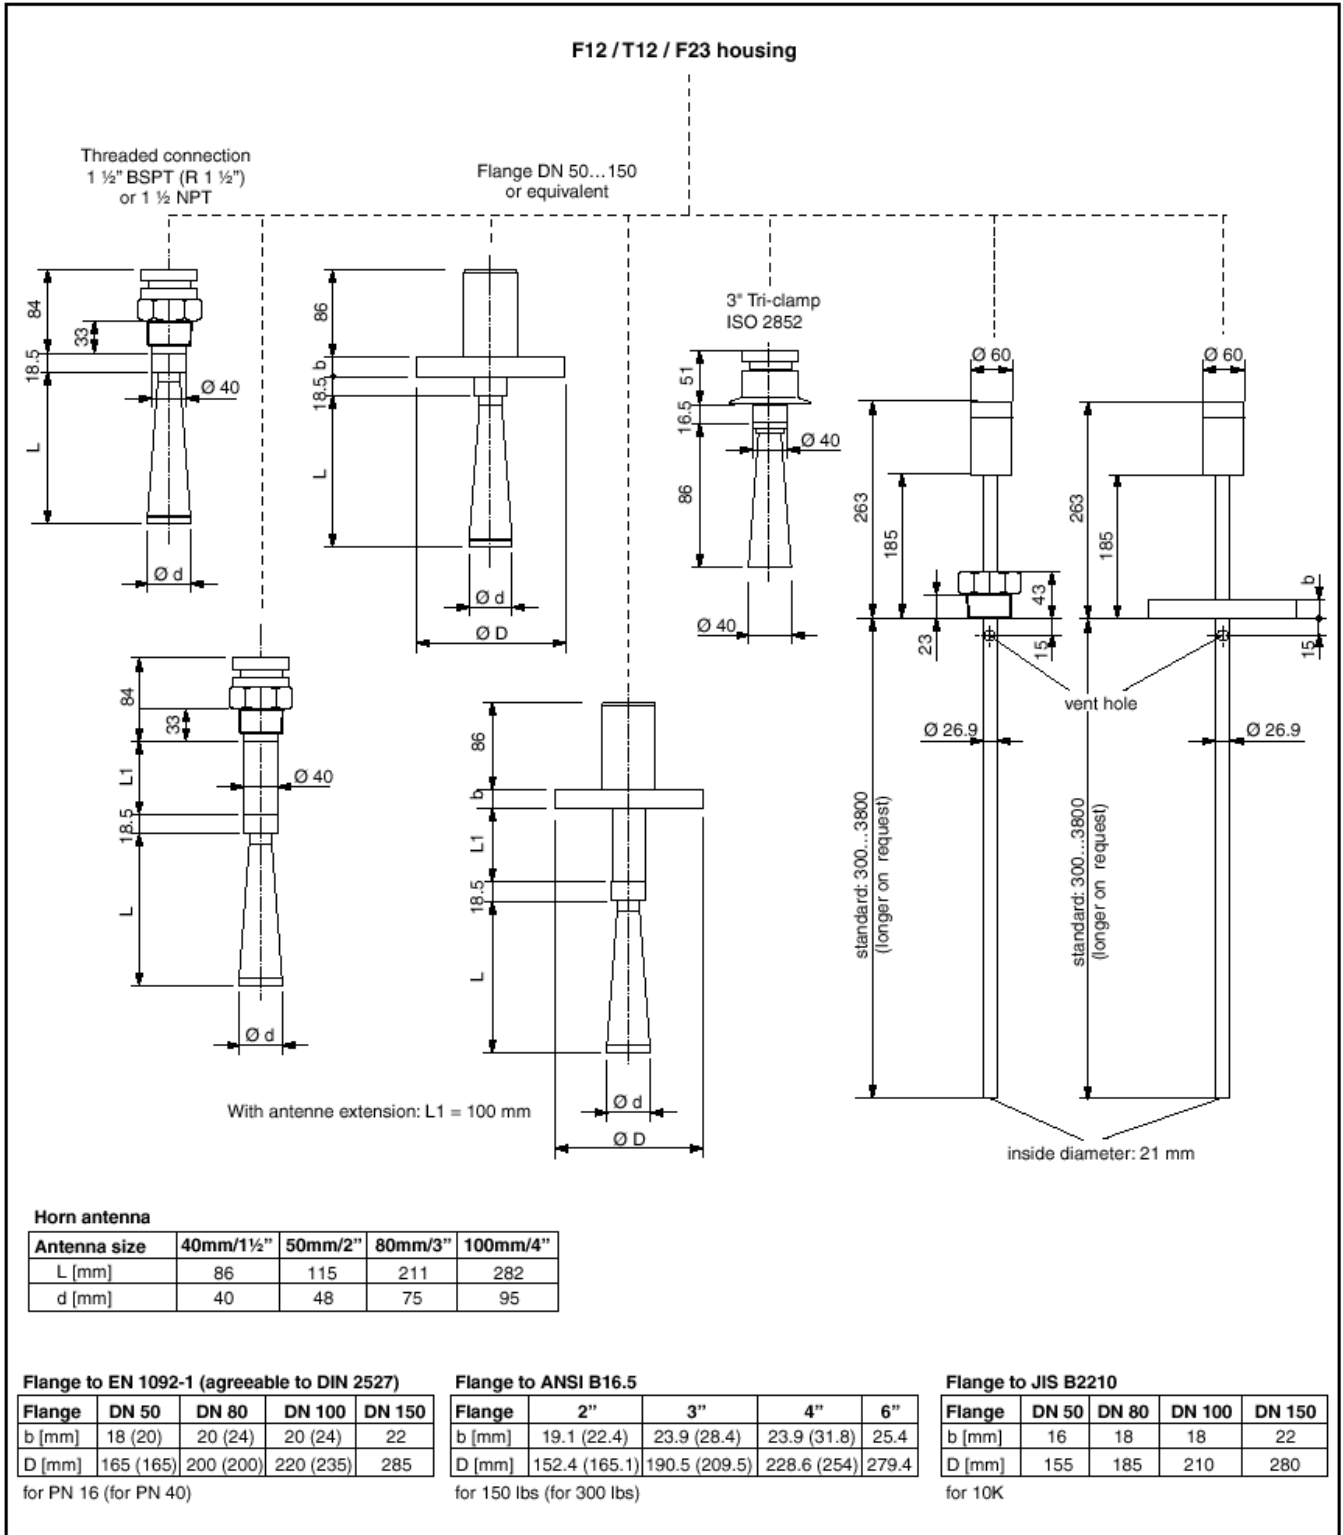 F12 / T12 / F23 housing
Threaded connection
1 ½” BSPT (R 1 ½”)
or 1 ½ NPT
Flange DN 50…150
or equivalent
3" Tri-clamp
ISO 2852
84
33
18.5
L
Ø 40
Ø d
86
b
18.5
L
Ø d
Ø D
51
16.5
86
Ø 40
Ø 40
Ø 60
263
185
43
23
15
vent hole
Ø 26.9
standard: 300…3800
(longer on request)
Ø 60
263
185
b
15
Ø 26.9
standard: 300…3800
(longer on request)
inside diameter: 21 mm
84
33
L1
18.5
L
Ø 40
Ø d
86
b
L1
18.5
L
Ø d
Ø D
With antenne extension: L1 = 100 mm
Horn antenna
Antenna size 40mm/1½” 50mm/2” 80mm/3” 100mm/4”
L [mm] 86 115 211 282
d [mm] 40 48 75 95
Flange to EN 1092-1 (agreeable to DIN 2527)
Flange DN 50 DN 80 DN 100 DN 150
b [mm] 18 (20) 20 (24) 20 (24) 22
D [mm] 165 (165) 200 (200) 220 (235) 285
for PN 16 (for PN 40)
Flange to ANSI B16.5
Flange 2” 3” 4” 6”
b [mm] 19.1 (22.4) 23.9 (28.4) 23.9 (31.8) 25.4
D [mm] 152.4 (165.1) 190.5 (209.5) 228.6 (254) 279.4
for 150 lbs (for 300 lbs)
Flange to JIS B2210
Flange DN 50 DN 80 DN 100 DN 150
b [mm] 16 18 18 22
D [mm] 155 185 210 280
for 10K